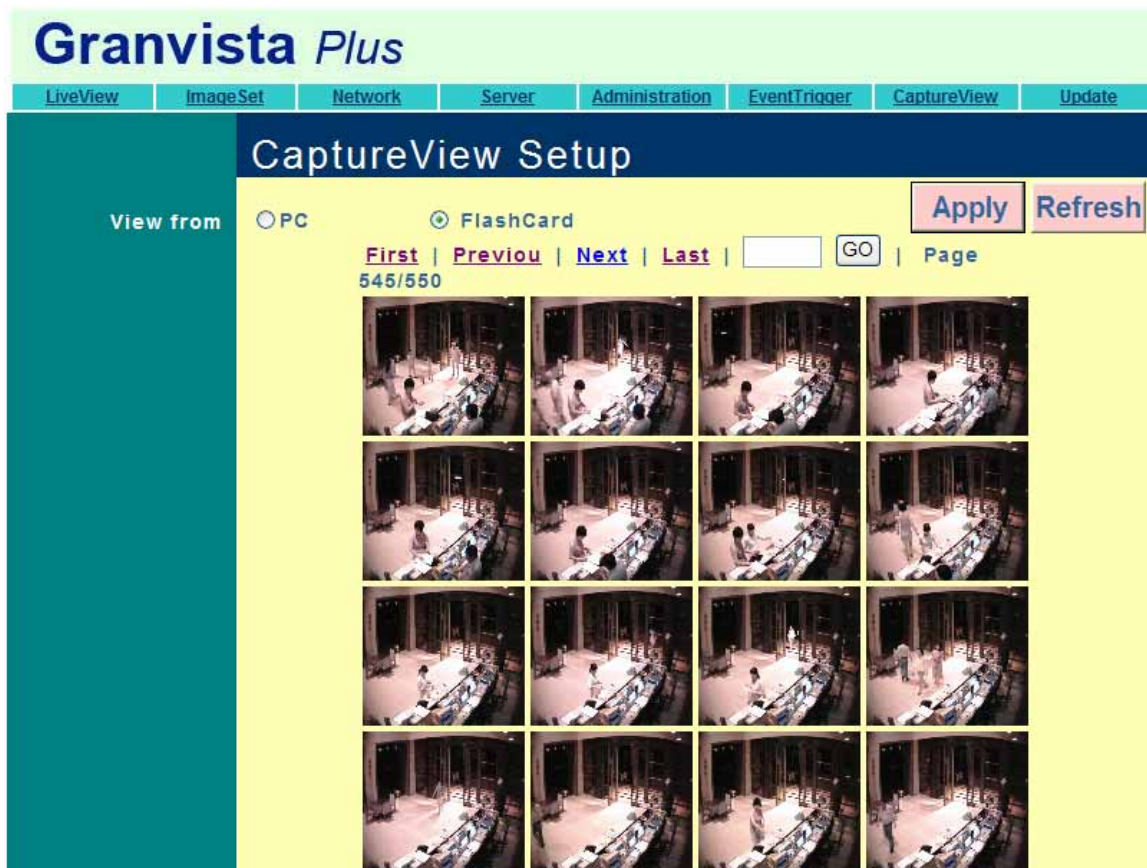 Granvista Plus
LiveView ImageSet Network Server Administration EventTrigger CaptureView Update
CaptureView Setup
View from PC FlashCard Apply Refresh
First | Previou | Next | Last | GO | Page
545/550